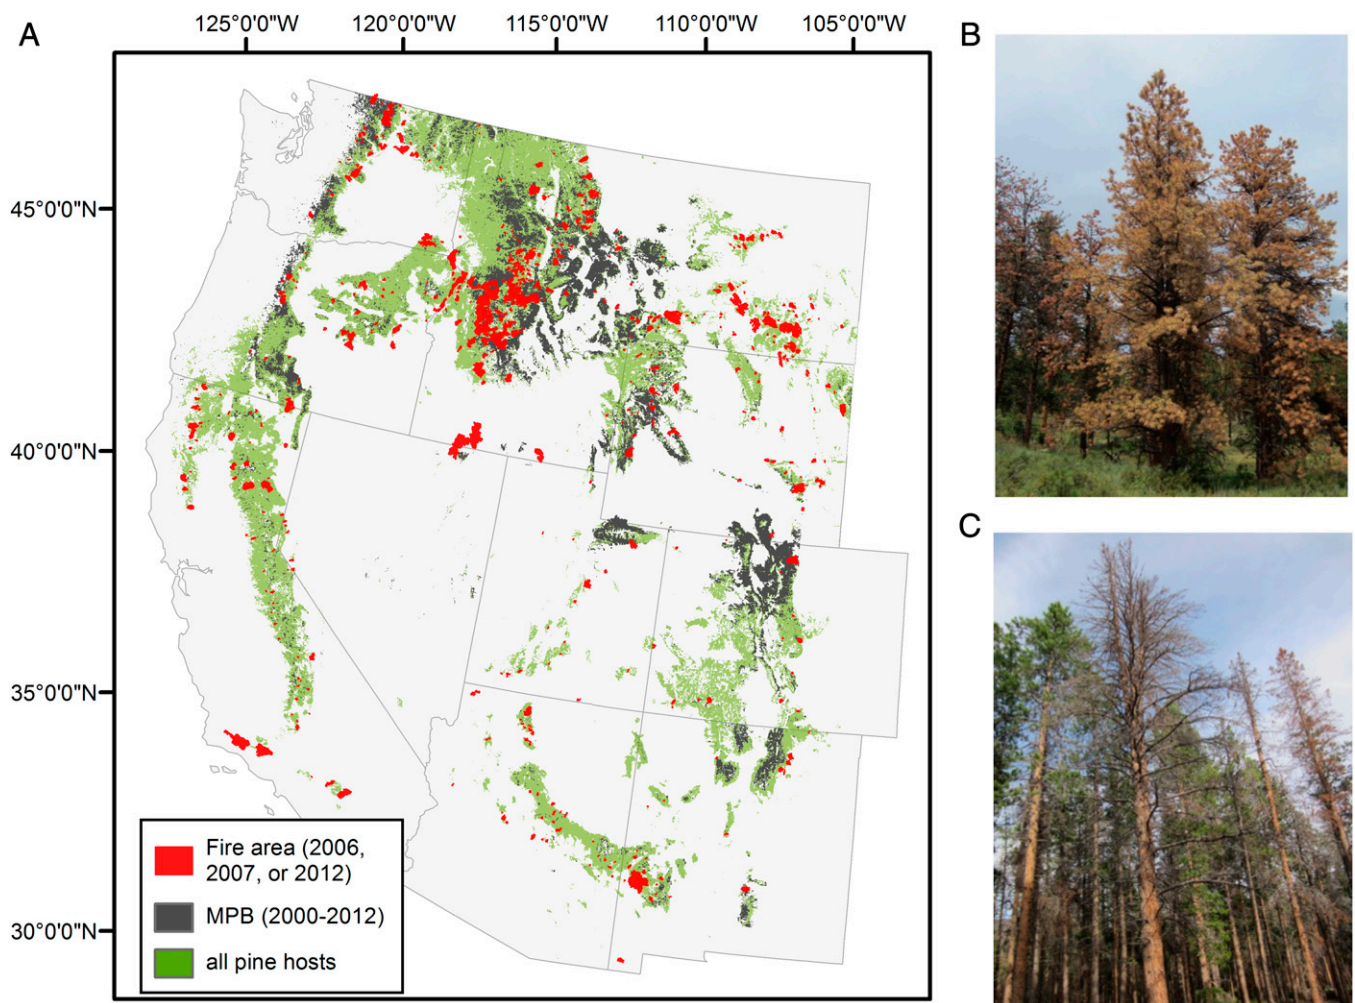 A
125°0'0"W 120°0'0"W 115°0'0"W 110°0'0"W 105°0'0"W
45°0'0"N
40°0'0"N
35°0'0"N
30°0'0"N
Fire area (2006,
2007, or 2012)
MPB (2000-2012)
all pine hosts
B
C